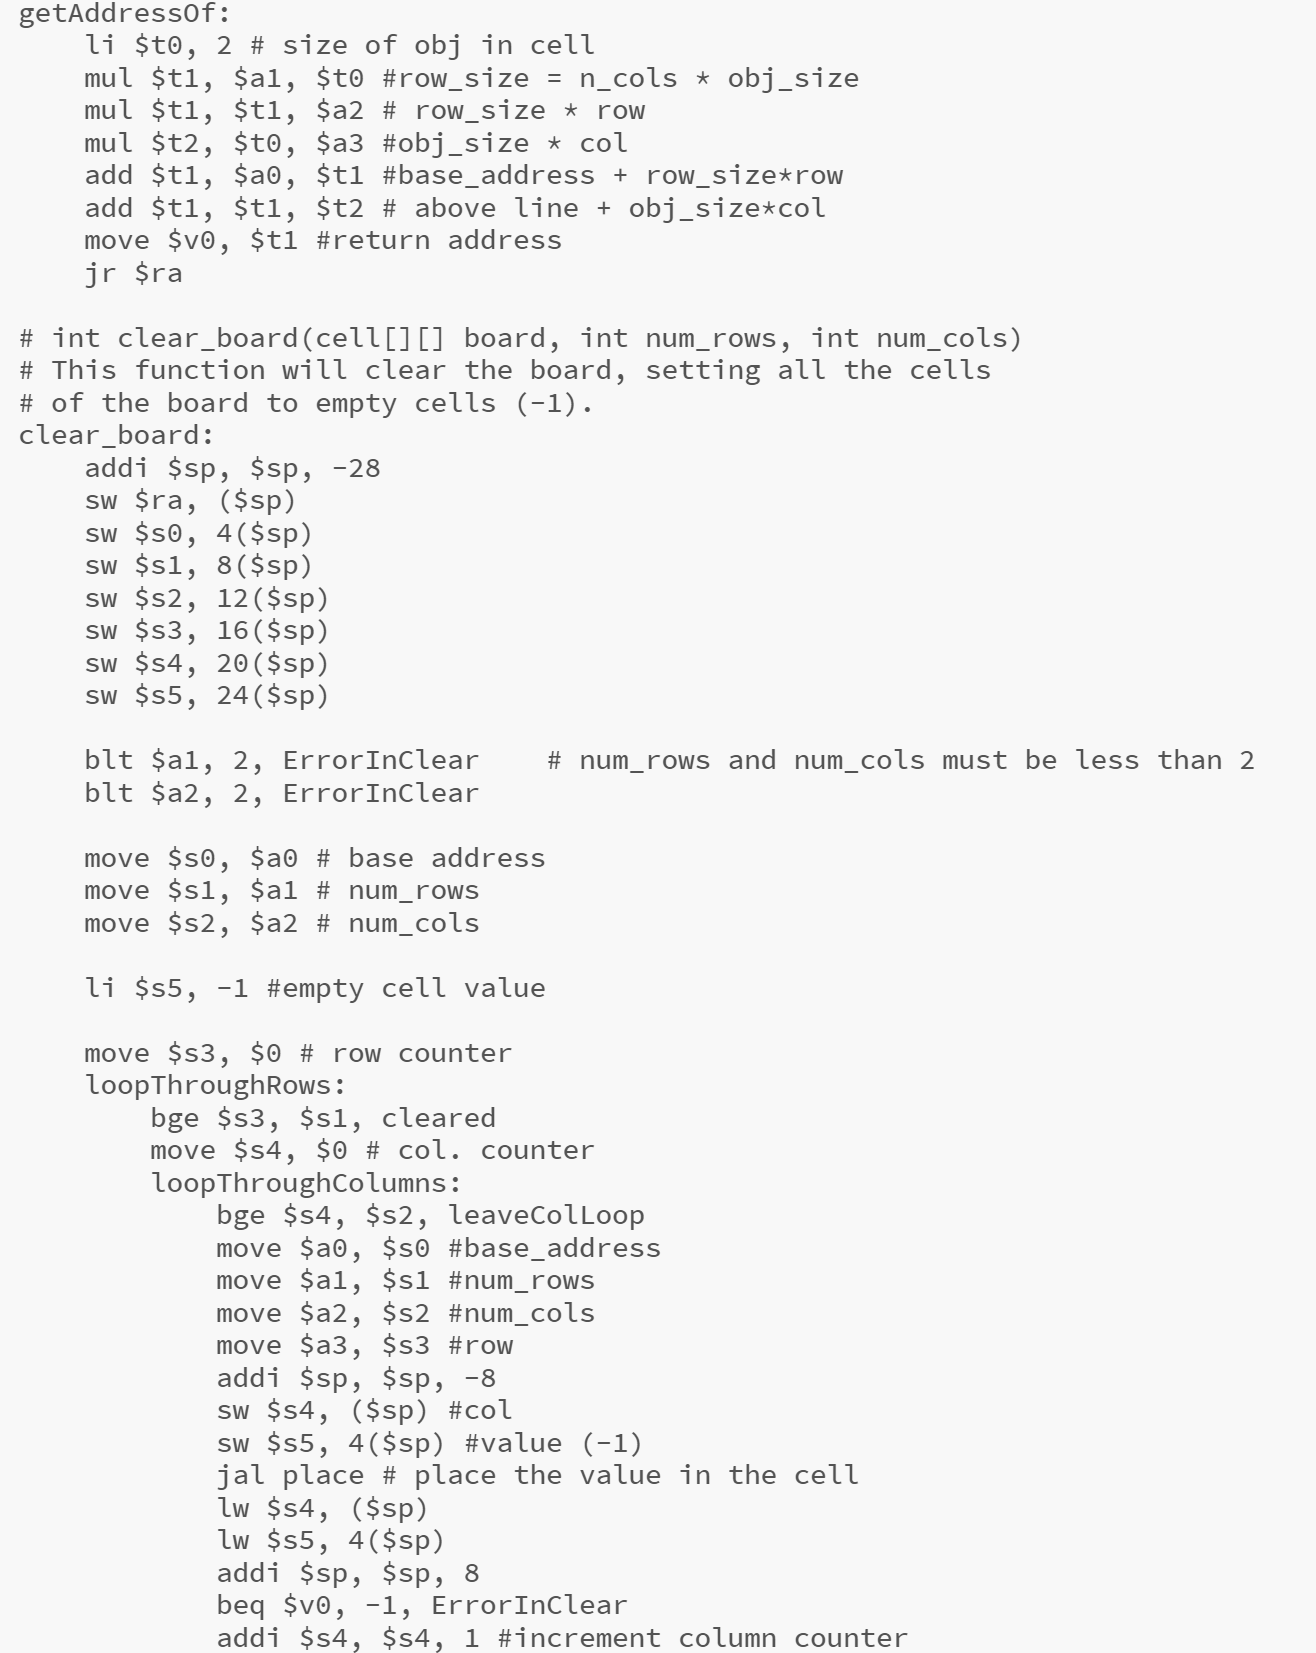 getAddressOf:
    li $t0, 2 # size of obj in cell
    mul $t1, $a1, $t0 #row_size = n_cols * obj_size
    mul $t1, $t1, $a2 # row_size * row
    mul $t2, $t0, $a3 #obj_size * col
    add $t1, $a0, $t1 #base_address + row_size*row
    add $t1, $t1, $t2 # above line + obj_size*col
    move $v0, $t1 #return address
    jr $ra

# int clear_board(cell[][] board, int num_rows, int num_cols)
# This function will clear the board, setting all the cells
# of the board to empty cells (-1).
clear_board:
    addi $sp, $sp, -28
    sw $ra, ($sp)
    sw $s0, 4($sp)
    sw $s1, 8($sp)
    sw $s2, 12($sp)
    sw $s3, 16($sp)
    sw $s4, 20($sp)
    sw $s5, 24($sp)

    blt $a1, 2, ErrorInClear    # num_rows and num_cols must be less than 2
    blt $a2, 2, ErrorInClear

    move $s0, $a0 # base address
    move $s1, $a1 # num_rows
    move $s2, $a2 # num_cols

    li $s5, -1 #empty cell value

    move $s3, $0 # row counter
    loopThroughRows:
        bge $s3, $s1, cleared
        move $s4, $0 # col. counter
        loopThroughColumns:
            bge $s4, $s2, leaveColLoop
            move $a0, $s0 #base_address
            move $a1, $s1 #num_rows
            move $a2, $s2 #num_cols
            move $a3, $s3 #row
            addi $sp, $sp, -8
            sw $s4, ($sp) #col
            sw $s5, 4($sp) #value (-1)
            jal place # place the value in the cell
            lw $s4, ($sp)
            lw $s5, 4($sp)
            addi $sp, $sp, 8
            beq $v0, -1, ErrorInClear
            addi $s4, $s4, 1 #increment column counter